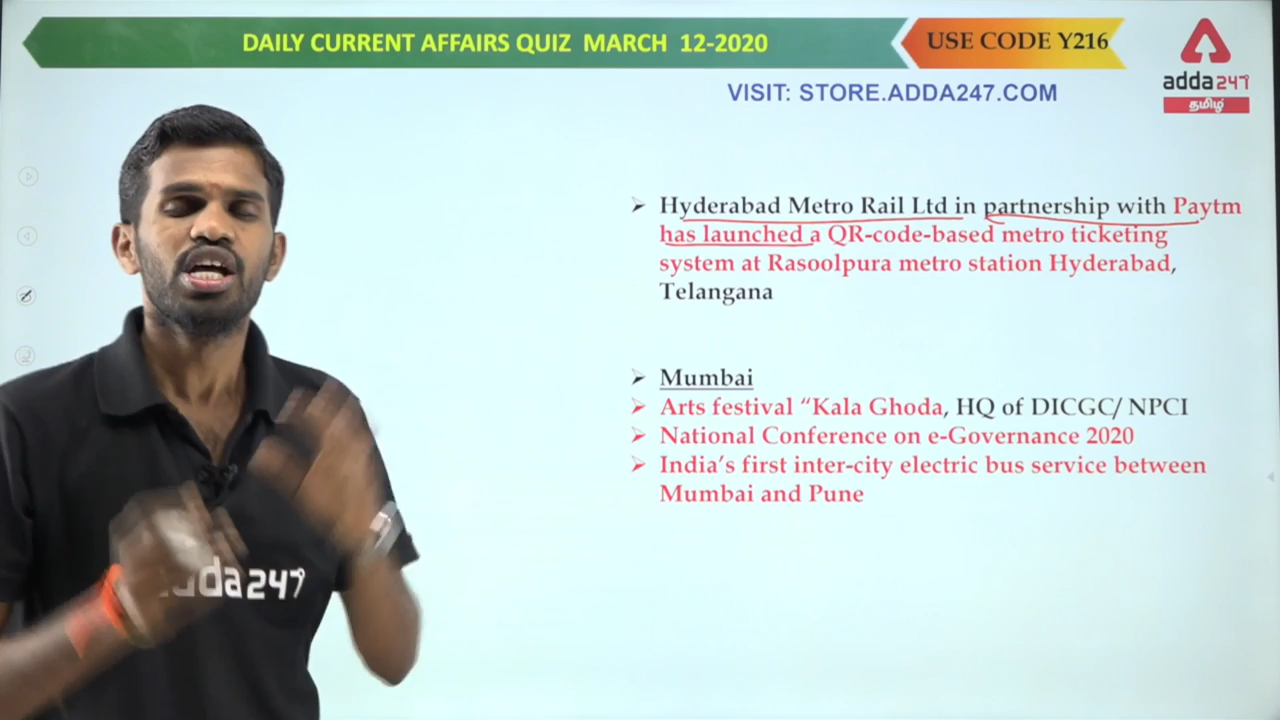 DAILY CURRENT AFFAIRS QUIZ MARCH 12-2020
USE CODE Y216
adda247
தமிழ்
VISIT: STORE.ADDA247.COM
➢ Hyderabad Metro Rail Ltd in partnership with Paytm
has launched a QR-code-based metro ticketing
system at Rasoolpura metro station Hyderabad,
Telangana
➢ Mumbai
➢ Arts festival “Kala Ghoda, HQ of DICGC/ NPCI
➢ National Conference on e-Governance 2020
➢ India’s first inter-city electric bus service between
Mumbai and Pune
adda247